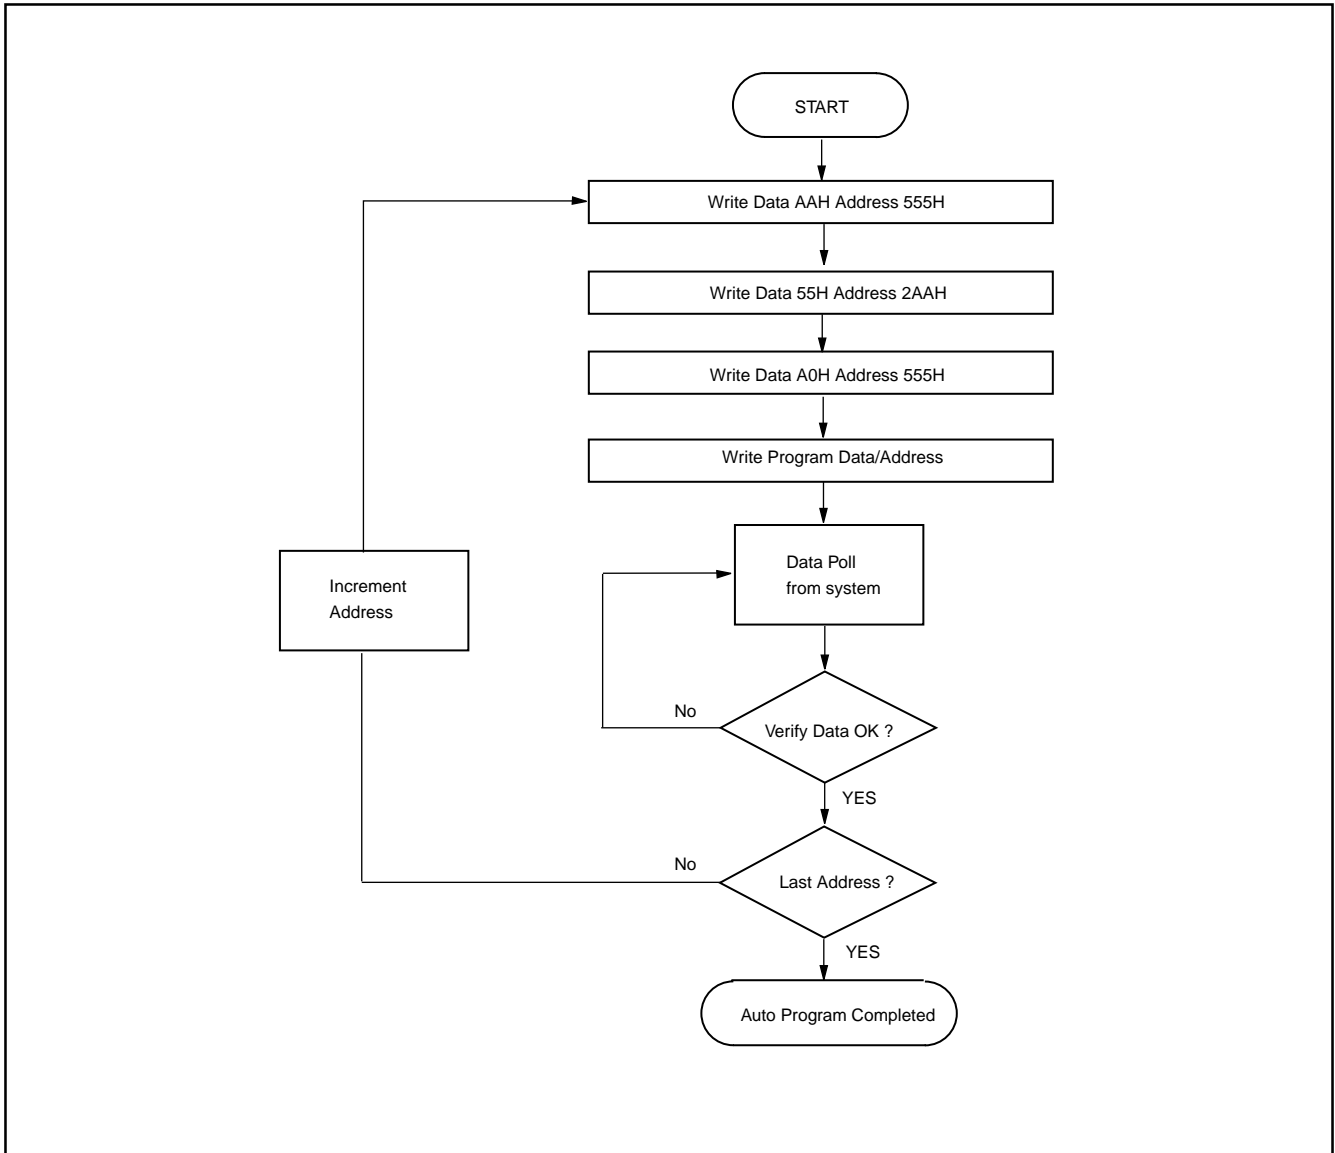 START
Write Data AAH Address 555H
Write Data 55H Address 2AAH
Write Data A0H Address 555H
Write Program Data/Address
Data Poll
from system
Increment
Address
No
Verify Data OK ?
YES
No
Last Address ?
YES
Auto Program Completed